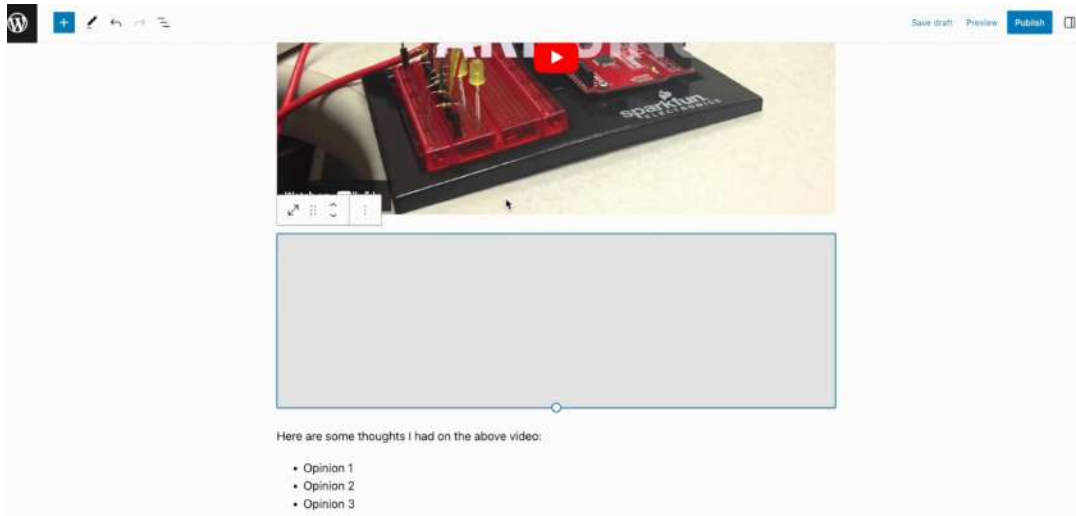 Save draft Preview Publish
sparkfun
ELECTRONICS
Here are some thoughts I had on the above video:
• Opinion 1
• Opinion 2
• Opinion 3